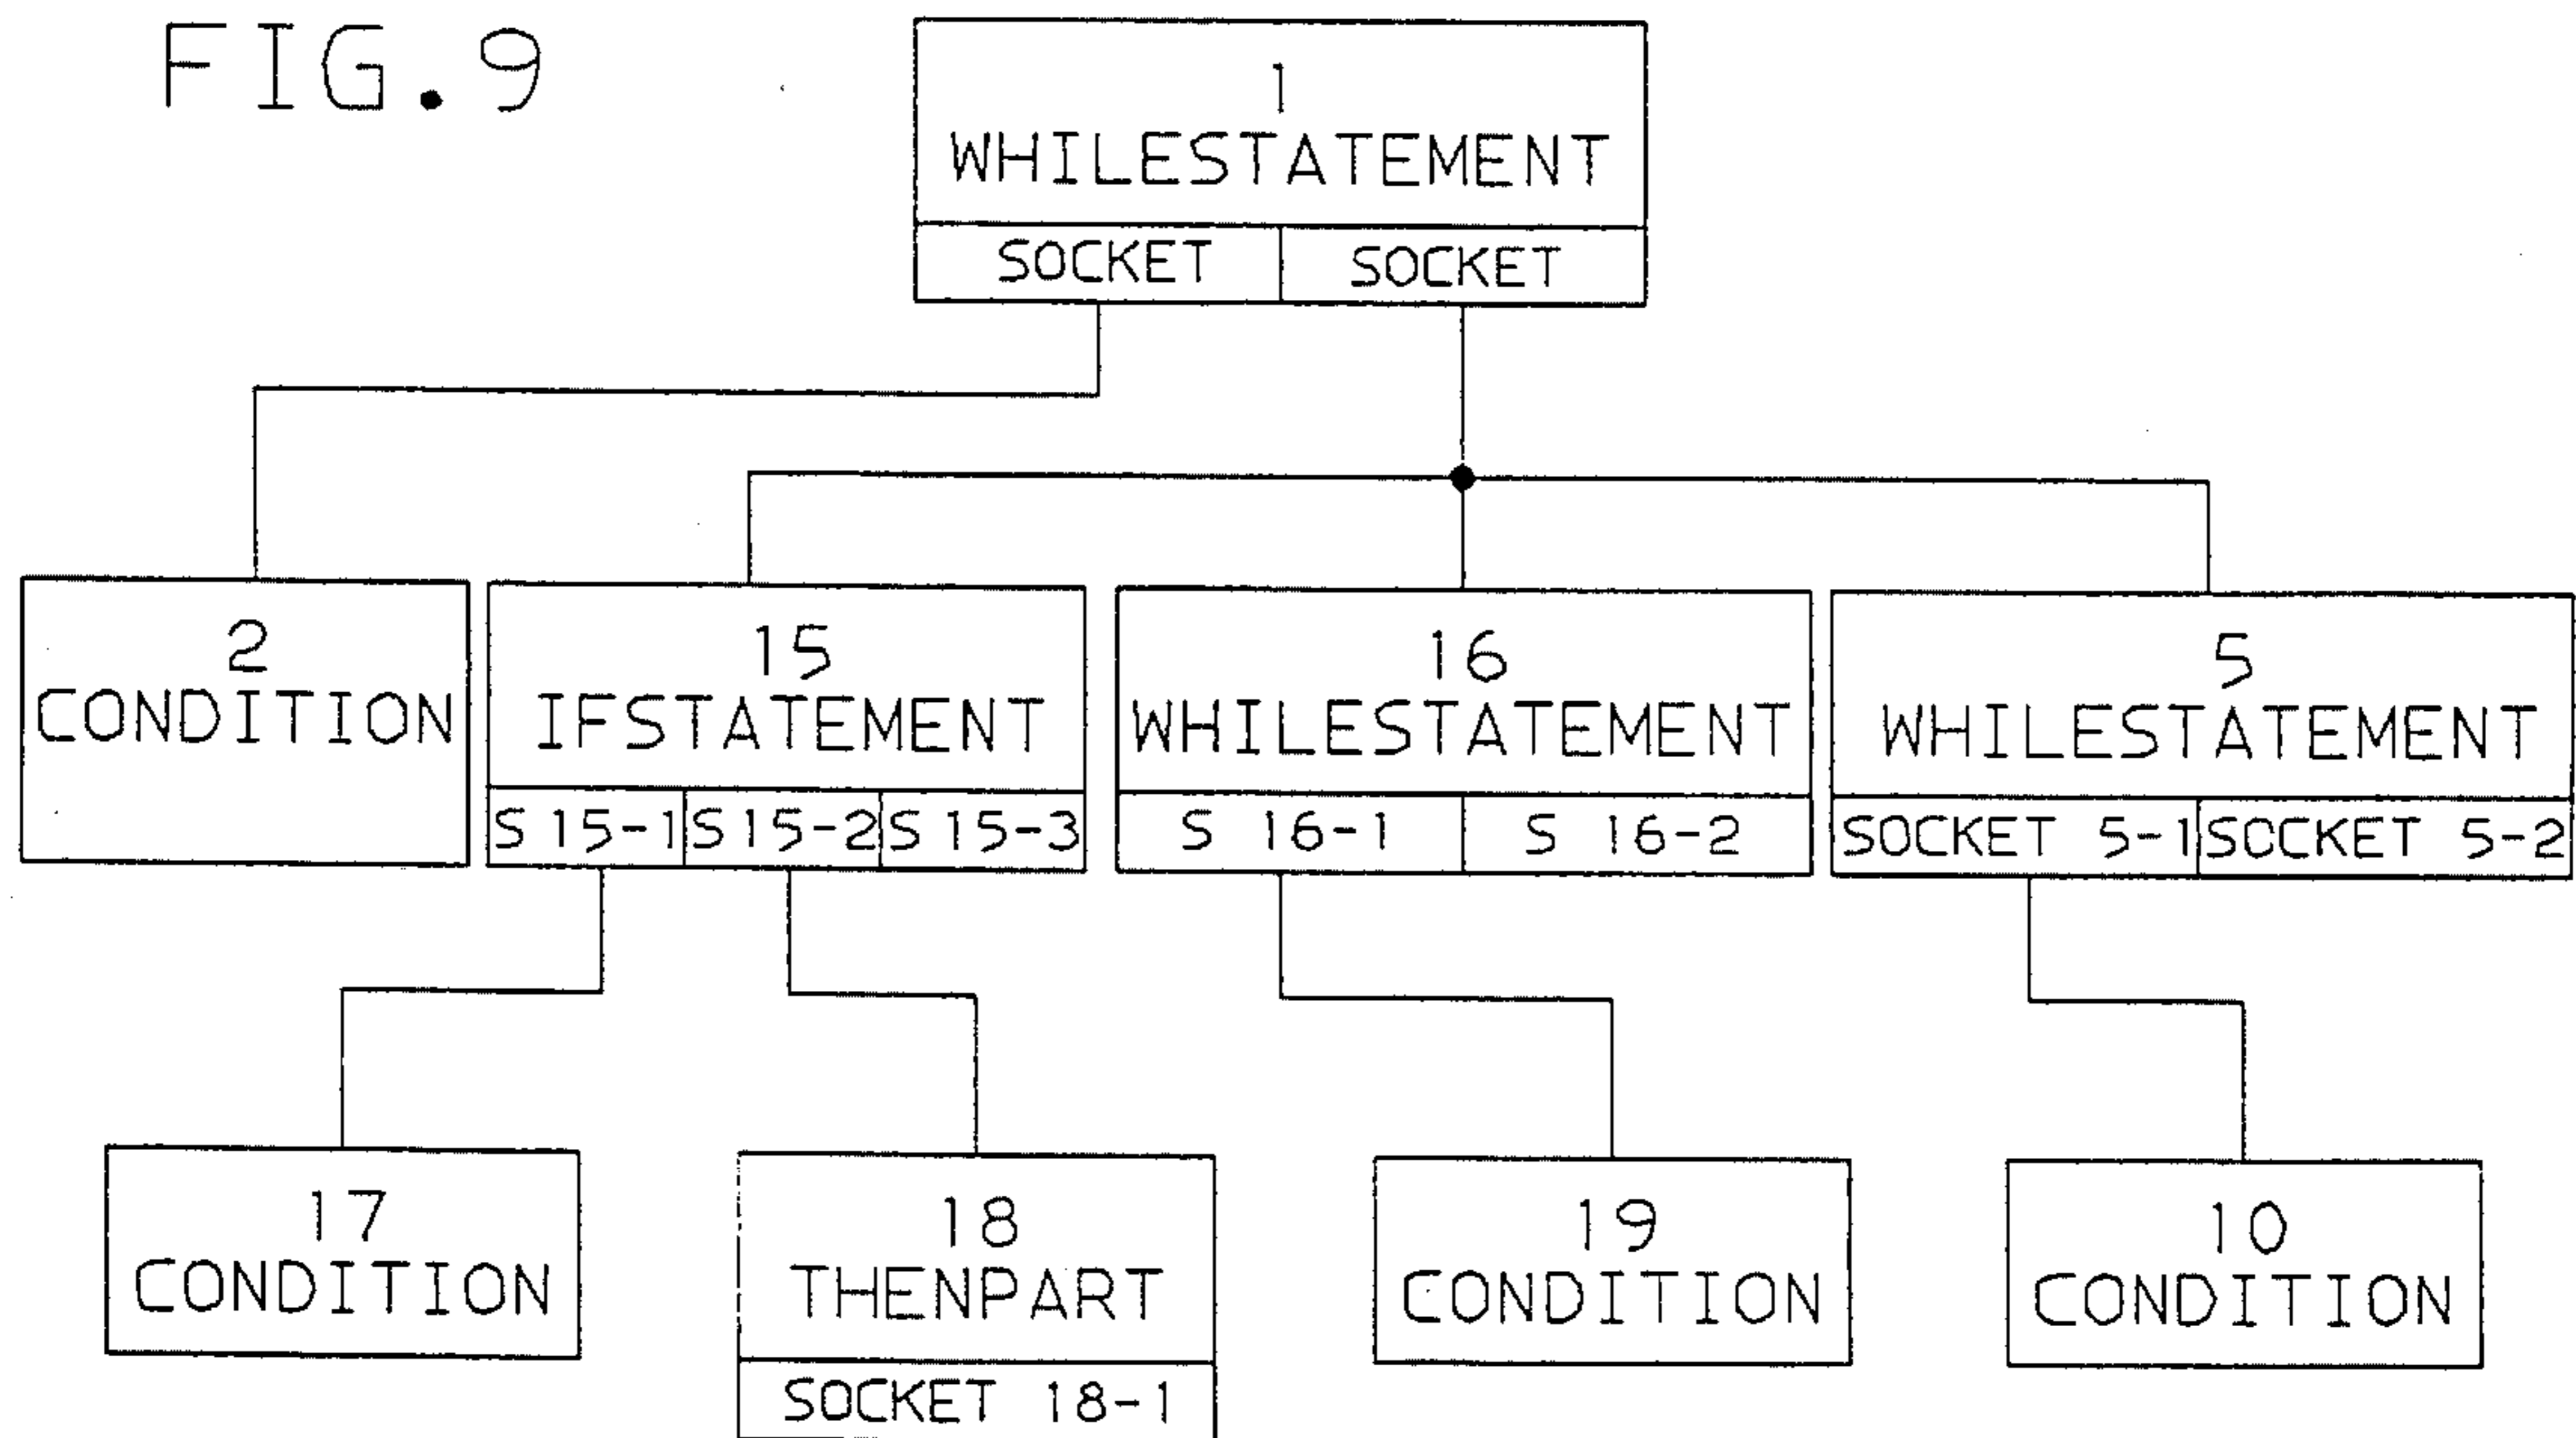 FIG.9
1
WHILESTATEMENT
SOCKET SOCKET
2
CONDITION
15
IFSTATEMENT
S 15-1 S 15-2 S 15-3
16
WHILESTATEMENT
S 16-1 S 16-2
5
WHILESTATEMENT
SOCKET 5-1 SOCKET 5-2
17
CONDITION
18
THENPART
SOCKET 18-1
19
CONDITION
10
CONDITION